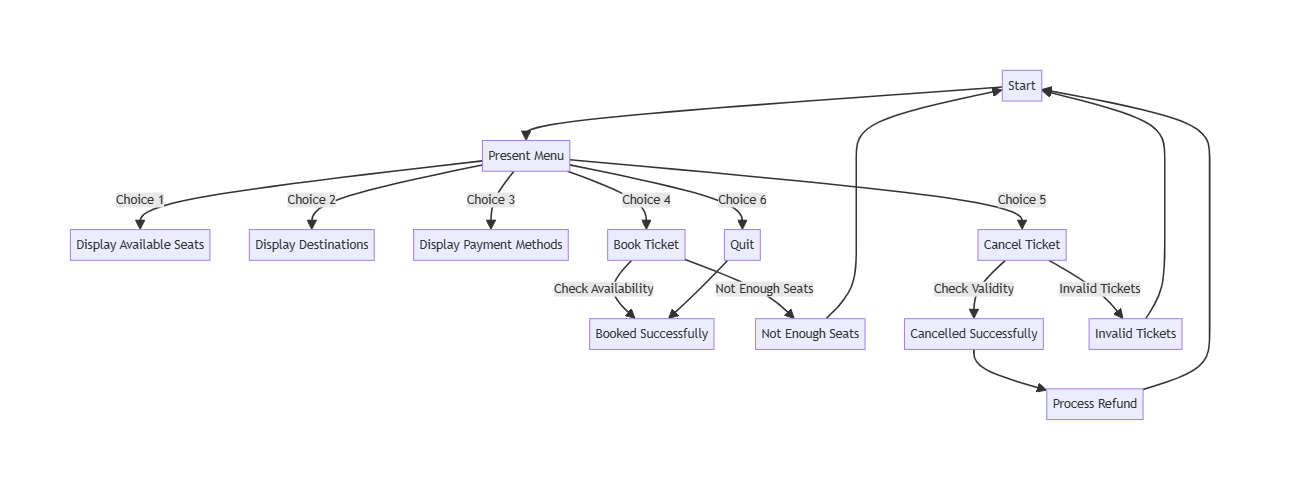 Start
Present Menu
Choice 1
Choice 2
Choice 3
Choice 4
Choice 6
Choice 5
Display Available Seats
Display Destinations
Display Payment Methods
Book Ticket
Quit
Cancel Ticket
Check Availability
Not Enough Seats
Check Validity
Invalid Tickets
Booked Successfully
Not Enough Seats
Cancelled Successfully
Invalid Tickets
Process Refund